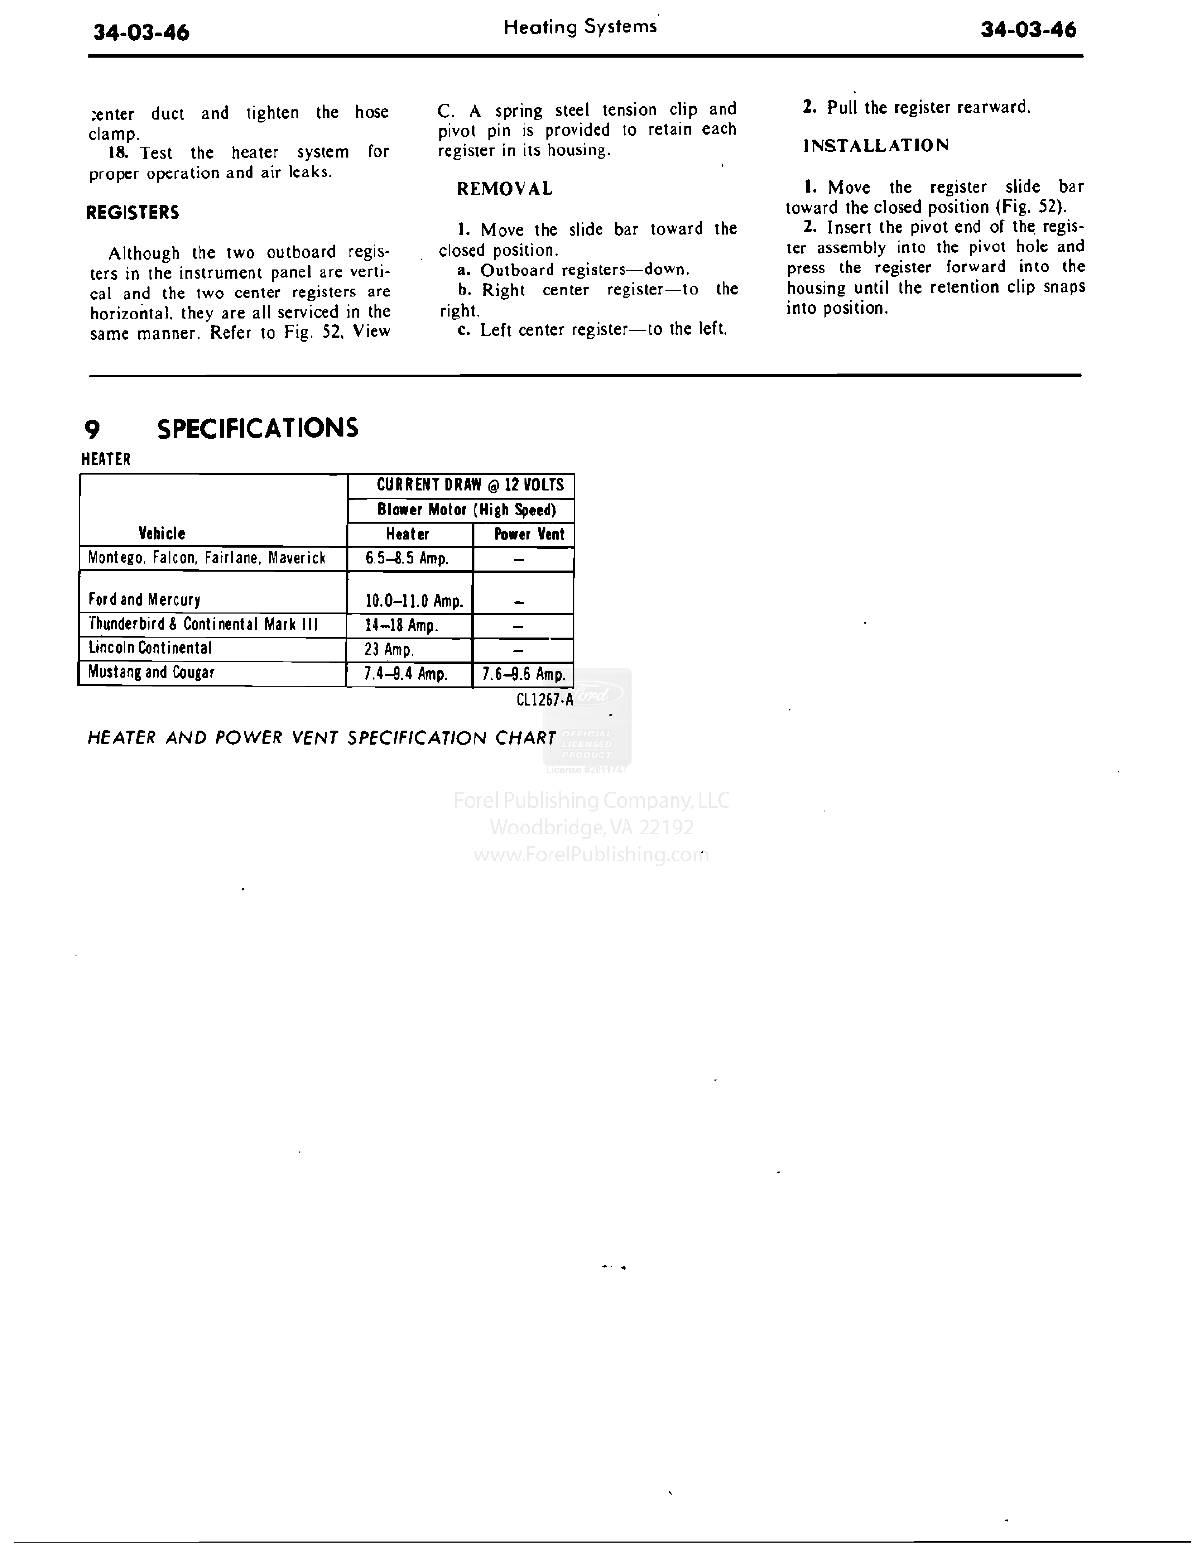 34-03-46 Heating Systems 34-03-46
:enter duct and tighten the hose
clamp.
18. Test the heater system for
proper operation and air leaks.
REGISTERS
Although the two outboard regis-
ters in the instrument panel are verti-
cal and the two center registers are
horizontal, they are all serviced in the
same manner. Refer to Fig. 52, View
C. A spring steel tension clip and
pivot pin is provided to retain each
register in its housing.
REMOVAL
1. Move the slide bar toward the
closed position.
a. Outboard registers—down.
b. Right center register—to the
right.
c. Left center register—to the left.
2. Pull the register rearward.
INSTALLATION
1. Move the register slide bar
toward the closed position (Fig. 52).
2. Insert the pivot end of the regis-
ter assembly into the pivot hole and
press the register forward into the
housing until the retention clip snaps
into position.
9 SPECIFICATIONS
HEATER
CURRENT DRAW @ 12 VOLTS
Blower Motor (High Speed)
Vehicle Heater Power Vent
Montego, Falcon, Fairlane, Maverick 6.5–8.5 Amp. –
Ford and Mercury 10.0–11.0 Amp. –
Thunderbird & Continental Mark III 14–18 Amp. –
Lincoln Continental 23 Amp. –
Mustang and Cougar 7.4–9.4 Amp. 7.6–9.6 Amp.
CL1267-A
HEATER AND POWER VENT SPECIFICATION CHART
Ford
OFFICIAL
LICENSED
PRODUCT
Forel Publishing Company, LLC
Woodbridge, VA 22192
www.ForelPublishing.com